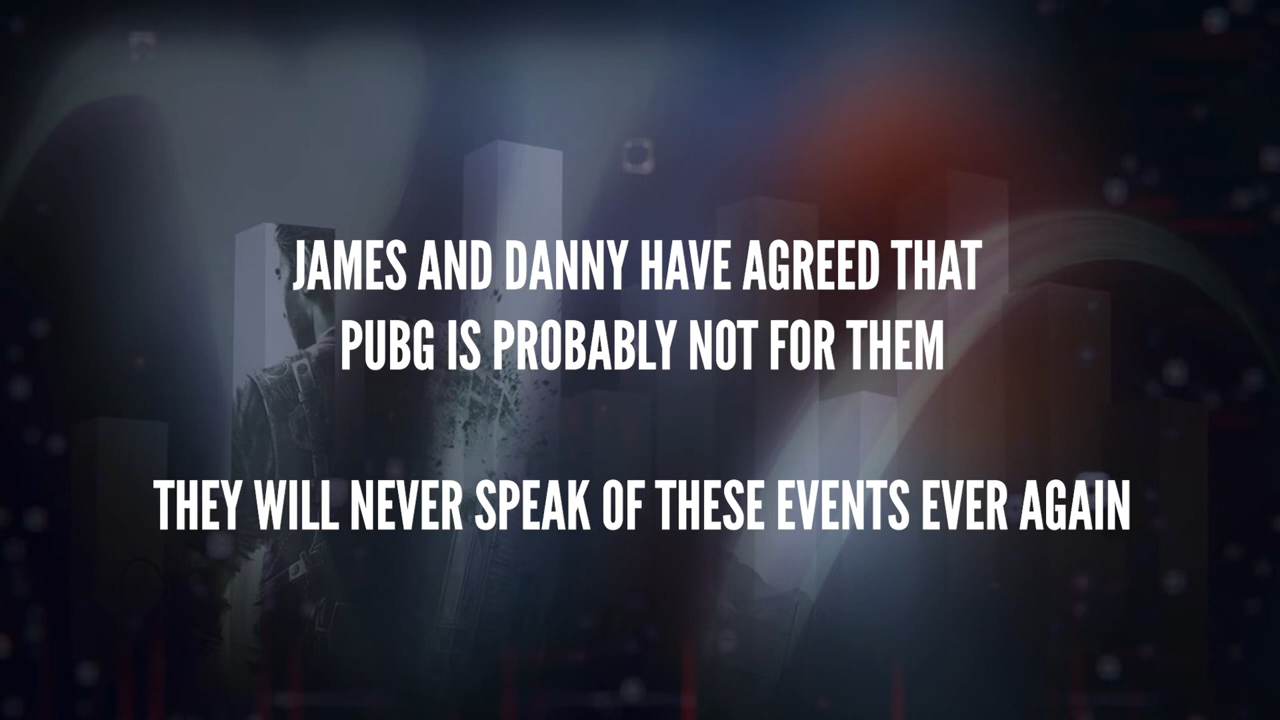 JAMES AND DANNY HAVE AGREED THAT
PUBG IS PROBABLY NOT FOR THEM
THEY WILL NEVER SPEAK OF THESE EVENTS EVER AGAIN